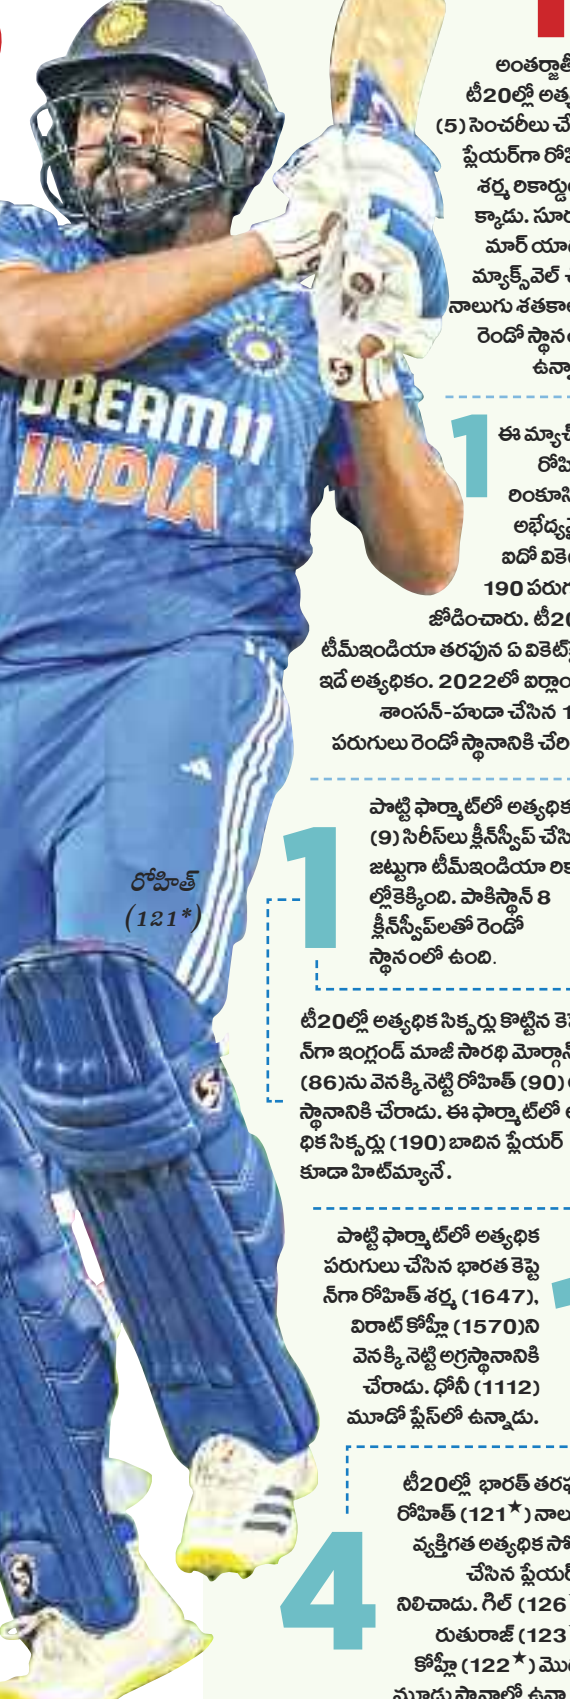 అంతర్జాతీ
టీ20ల్లో అత్య
(5) సెంచరీలు చే
ప్లేయర్‌గా రోహి
శర్మ రికార్డు
క్కాడు. సూర
మార్ యా
మ్యాక్స్‌వెల్
నాలుగు శతకా
రెండో స్థాన
ఉన్నా
1
ఈ మ్యాచ్
రోహి
రింకూసి
అభేద్య
ఐదో వికె
190 పరుగ
జోడించారు. టీ20
టీమ్ఇండియా తరఫున ఏ వికెట్
ఇదే అత్యధికం. 2022లో ఐర్లాం
శాంసన్-హుడా చేసిన 1
పరుగులు రెండో స్థానానికి చేరి
1
పొట్టి ఫార్మాట్‌లో అత్యధిక
(9) సిరీస్‌లు క్లీన్‌స్వీప్ చేసి
జట్టుగా టీమ్ఇండియా రిక
ల్లోకెక్కింది. పాకిస్థాన్ 8
క్లీన్‌స్వీప్‌లతో రెండో
స్థానంలో ఉంది.
టీ20ల్లో అత్యధిక సిక్సర్లు కొట్టిన కె
న్‌గా ఇంగ్లండ్ మాజీ సారథి మోర్గాన్
(86)ను వెనక్కి నెట్టి రోహిత్ (90)
స్థానానికి చేరాడు. ఈ ఫార్మాట్‌లో అ
ధిక సిక్సర్లు (190) బాదిన ప్లేయర్
కూడా హిట్‌మ్యానే.
పొట్టి ఫార్మాట్‌లో అత్యధిక
పరుగులు చేసిన భారత కెప్టె
న్‌గా రోహిత్ శర్మ (1647),
విరాట్ కోహ్లీ (1570)ని
వెనక్కి నెట్టి అగ్రస్థానానికి
చేరాడు. ధోనీ (1112)
మూడో ప్లేస్‌లో ఉన్నాడు.
4
టీ20ల్లో భారత్ తరఫ
రోహిత్ (121★) నాలు
వ్యక్తిగత అత్యధిక సో
చేసిన ప్లేయర్
నిలిచాడు. గిల్ (126
రుతురాజ్ (123
కోహ్లీ (122★) మొ
మూడు స్థానాల్లో ఉన్నా
రోహిత్
(121*)
DREAM11
INDIA